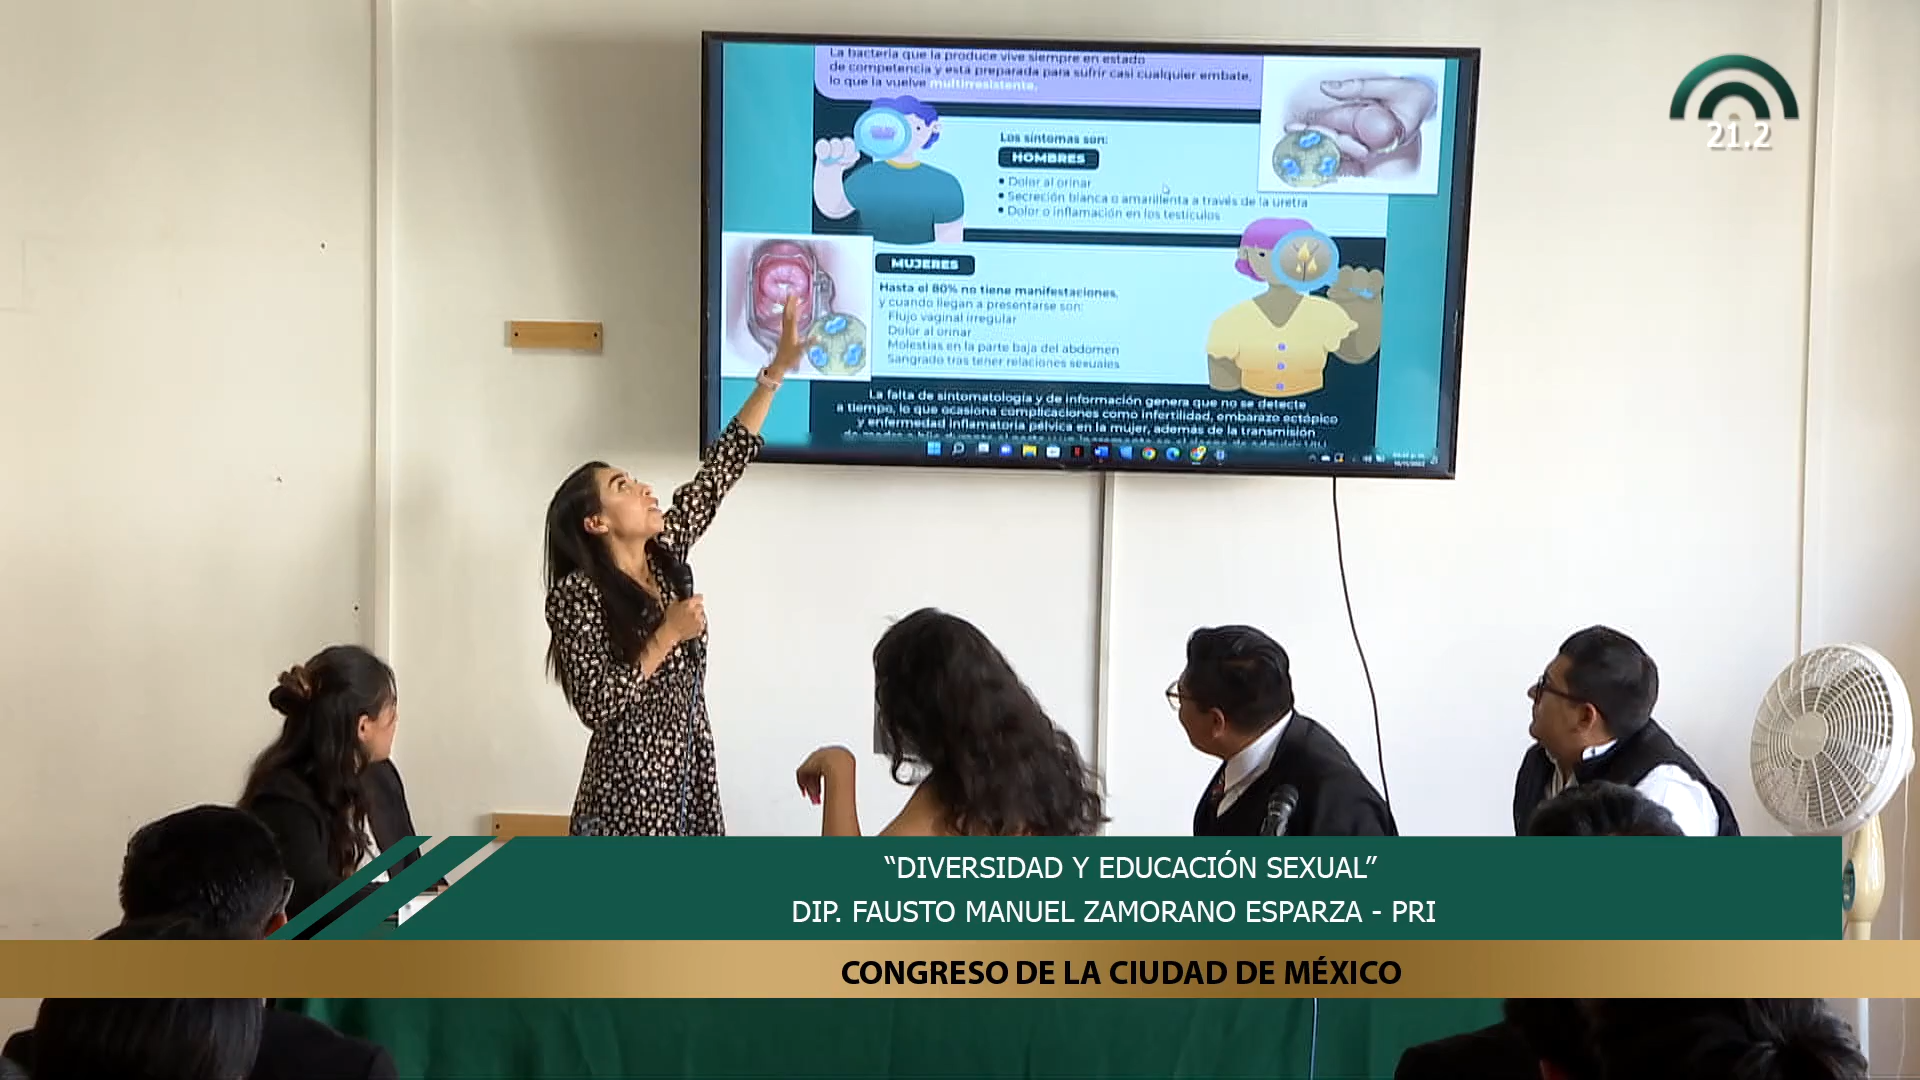 La bacteria que la produce vive siempre en estado
de competencia y está preparada para sufrir casi cualquier embate,
lo que la vuelve multirresistente.
Los síntomas son:
HOMBRES
• Dolor al orinar
• Secreción blanca o amarillenta a través de la uretra
• Dolor o inflamación en los testículos
MUJERES
Hasta el 80% no tiene manifestaciones,
y cuando llegan a presentarse son:
Flujo vaginal irregular
Dolor al orinar
Molestias en la parte baja del abdomen
Sangrado tras tener relaciones sexuales
La falta de sintomatología y de información genera que no se detecte
a tiempo, lo que ocasiona complicaciones como infertilidad, embarazo ectópico
y enfermedad inflamatoria pélvica en la mujer, además de la transmisión
21.2
“DIVERSIDAD Y EDUCACIÓN SEXUAL”
DIP. FAUSTO MANUEL ZAMORANO ESPARZA - PRI
CONGRESO DE LA CIUDAD DE MÉXICO